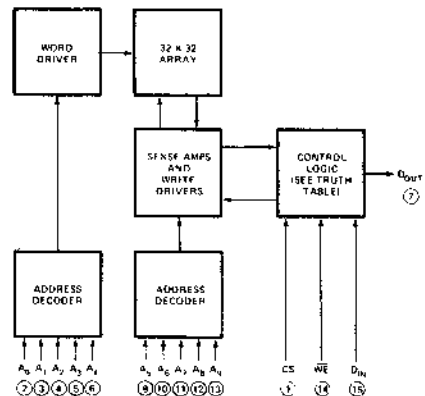 WORD
DRIVER
32 X 32
ARRAY
SENSE AMPS
AND
WRITE
DRIVERS
CONTROL
LOGIC
(SEE TRUTH
TABLE)
DOUT
7
ADDRESS
DECODER
ADDRESS
DECODER
A0 A1 A2 A3 A4
2 3 4 5 6
A5 A6 A7 A8 A9
9 10 11 12 13
CS WE DIN
1 14 15